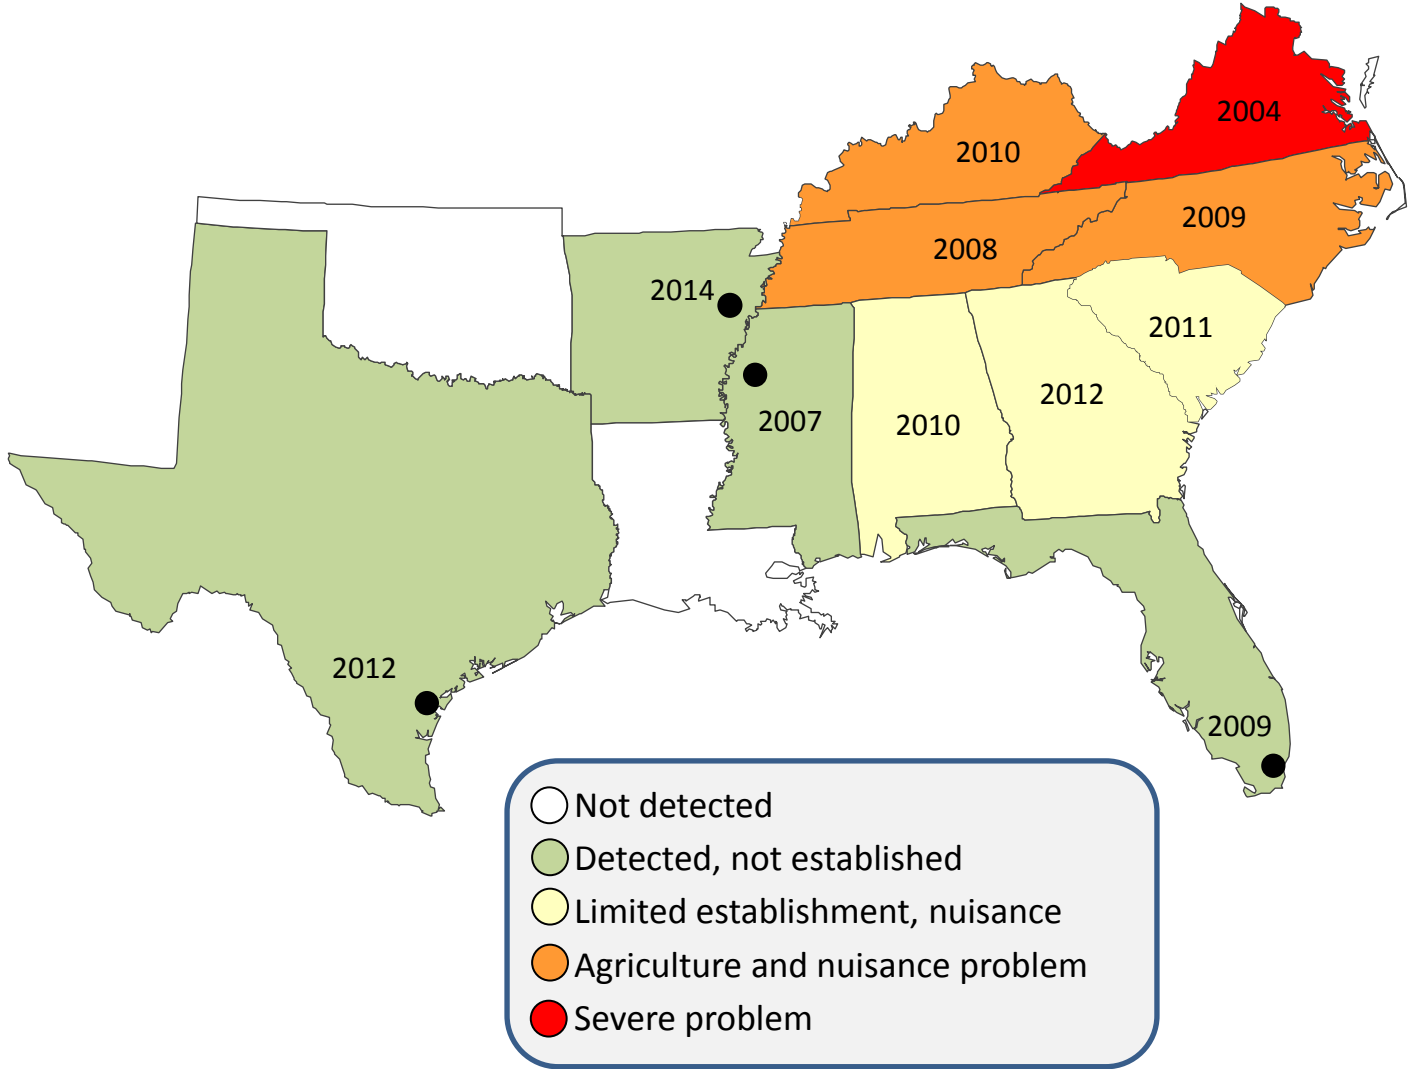 2004
2010
2009
2008
2014
2011
2012
2007
2010
2012
2009
Not detected
Detected, not established
Limited establishment, nuisance
Agriculture and nuisance problem
Severe problem